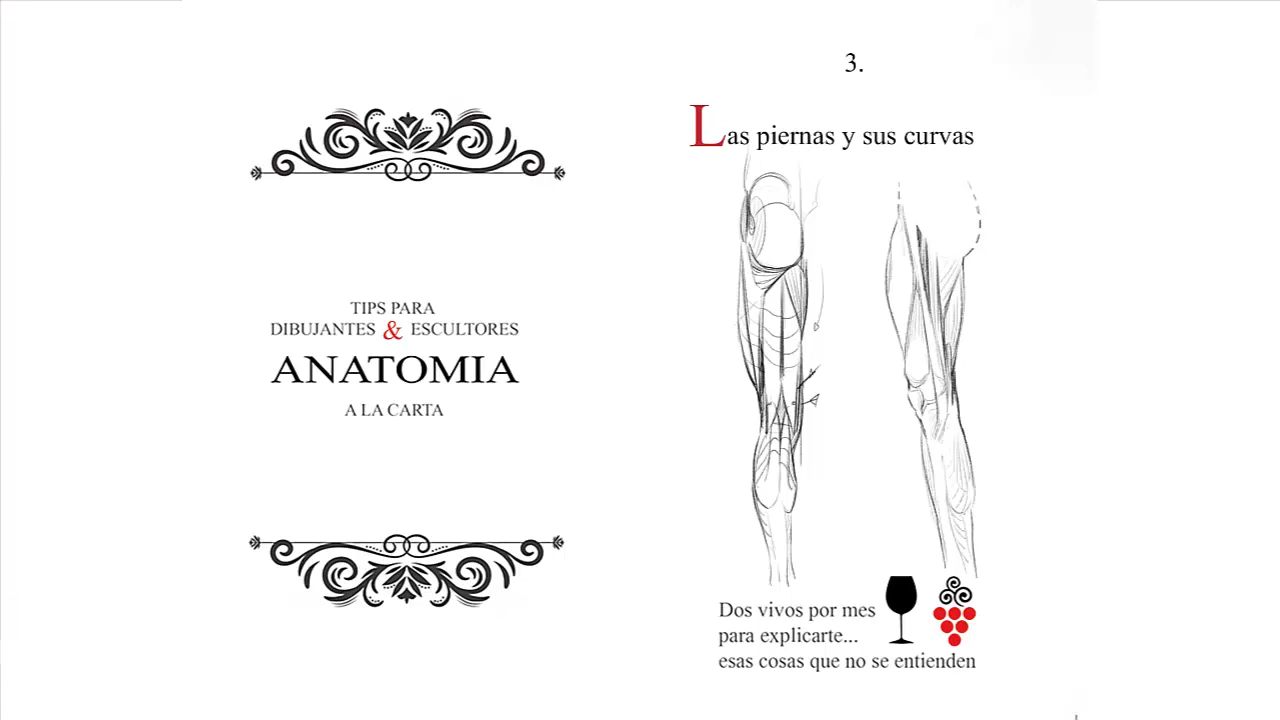 TIPS PARA
DIBUJANTES & ESCULTORES
ANATOMIA
A LA CARTA
3.
Las piernas y sus curvas
Dos vivos por mes
para explicarte...
esas cosas que no se entienden